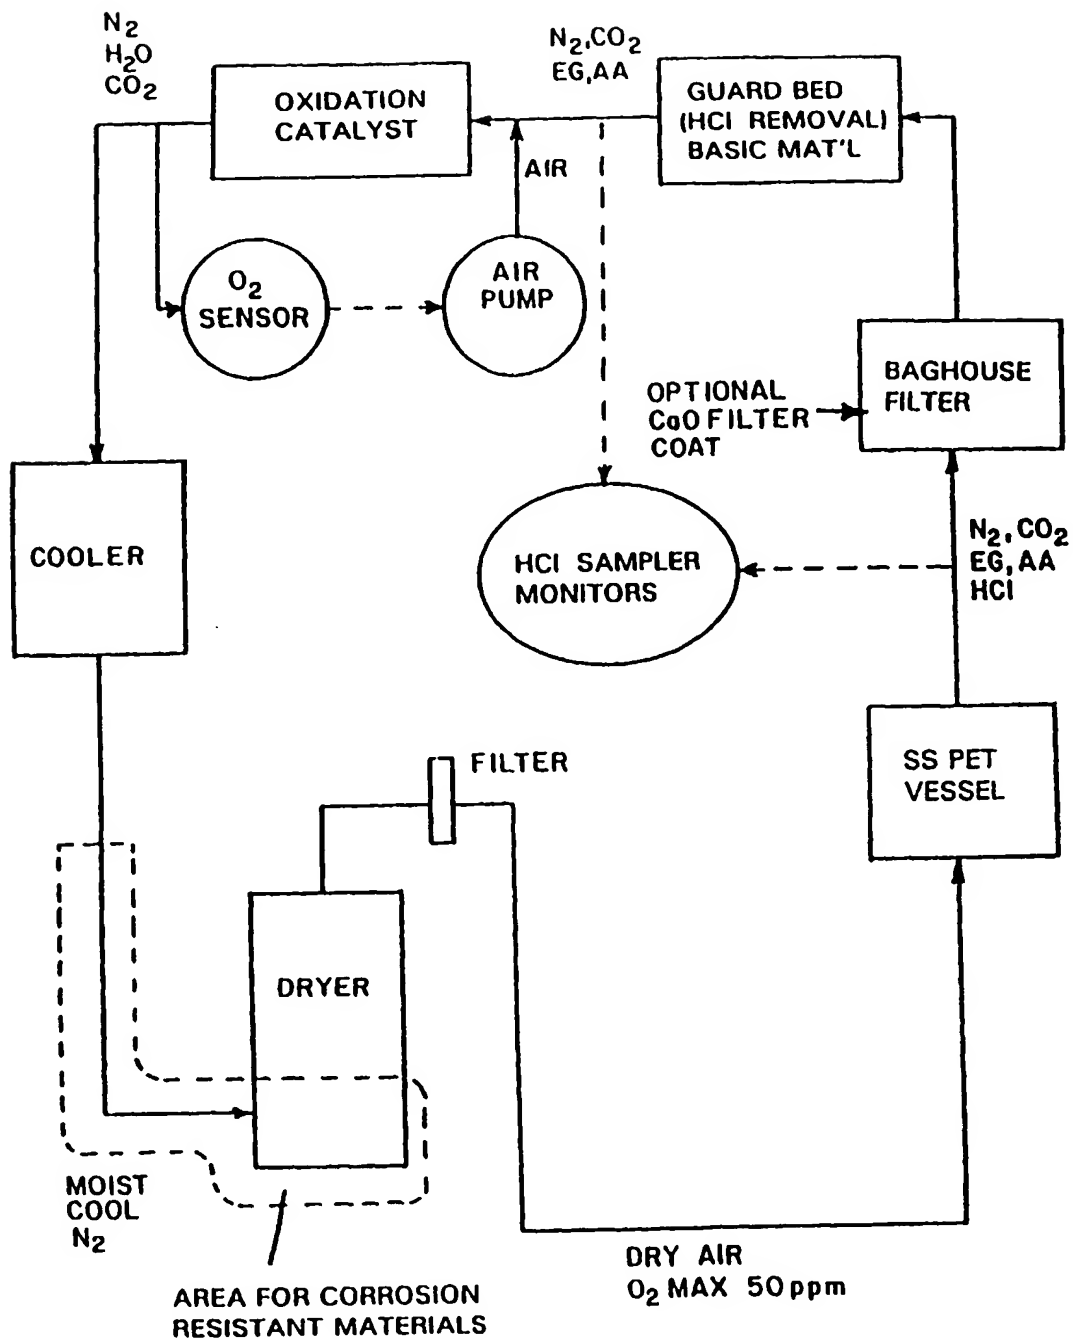 N2
H2O
CO2
OXIDATION
CATALYST
N2,CO2
EG,AA
GUARD BED
(HCl REMOVAL)
BASIC MAT'L
AIR
O2
SENSOR
AIR
PUMP
OPTIONAL
CaO FILTER
COAT
BAGHOUSE
FILTER
COOLER
HCl SAMPLER
MONITORS
N2, CO2
EG, AA
HCl
SS PET
VESSEL
FILTER
DRYER
MOIST
COOL
N2
DRY AIR
O2 MAX 50ppm
AREA FOR CORROSION
RESISTANT MATERIALS